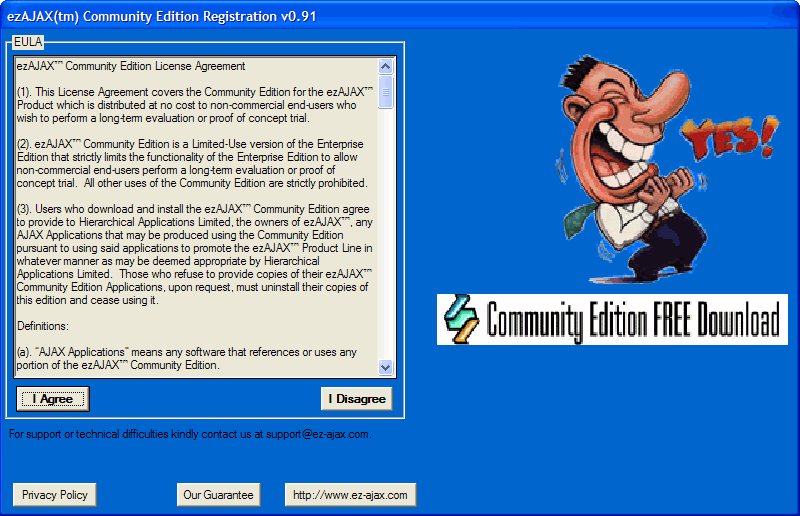 ezAJAX(tm) Community Edition Registration v0.91
EULA
ezAJAX™ Community Edition License Agreement
(1). This License Agreement covers the Community Edition for the ezAJAX™
Product which is distributed at no cost to non-commercial end-users who
wish to perform a long-term evaluation or proof of concept trial.
(2). ezAJAX™ Community Edition is a Limited-Use version of the Enterprise
Edition that strictly limits the functionality of the Enterprise Edition to allow
non-commercial end-users perform a long-term evaluation or proof of
concept trial.  All other uses of the Community Edition are strictly prohibited.
(3). Users who download and install the ezAJAX™ Community Edition agree
to provide to Hierarchical Applications Limited, the owners of ezAJAX™, any
AJAX Applications that may be produced using the Community Edition
pursuant to using said applications to promote the ezAJAX™ Product Line in
whatever manner as may be deemed appropriate by Hierarchical
Applications Limited.  Those who refuse to provide copies of their ezAJAX™
Community Edition Applications, upon request, must uninstall their copies of
this edition and cease using it.
Definitions:
(a). "AJAX Applications" means any software that references or uses any
portion of the ezAJAX™ Community Edition.
I Agree
I Disagree
YES!
Community Edition FREE Download
For support or technical difficulties kindly contact us at support@ez-ajax.com.
Privacy Policy
Our Guarantee
http://www.ez-ajax.com